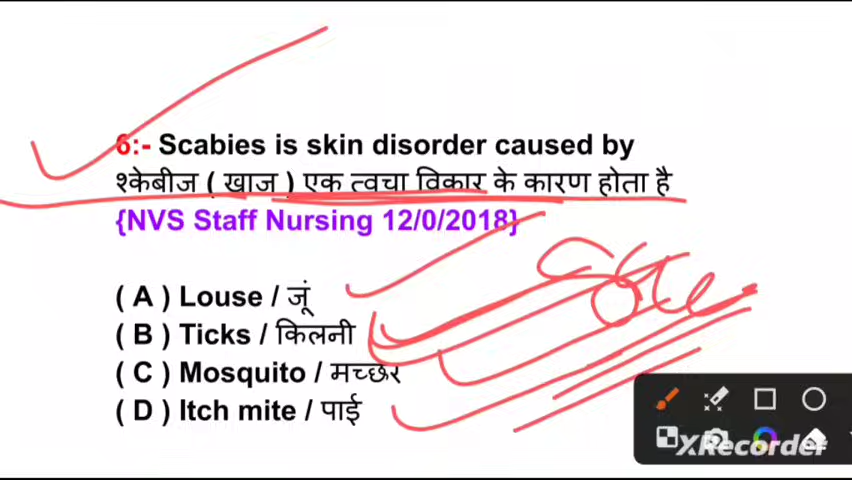 6:- Scabies is skin disorder caused by
श्केबीज ( खाज ) एक त्वचा विकार के कारण होता है
{NVS Staff Nursing 12/0/2018}
( A ) Louse / जूं
( B ) Ticks / किलनी
( C ) Mosquito / मच्छर
( D ) Itch mite / पाई
XRecorder